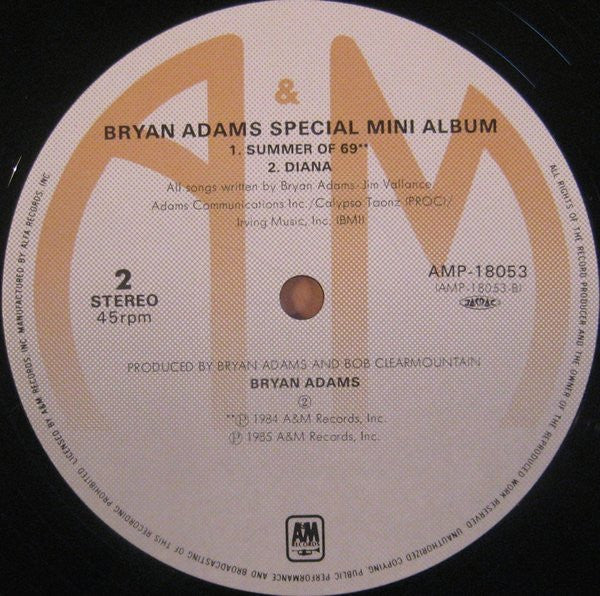 &
BRYAN ADAMS SPECIAL MINI ALBUM
1. SUMMER OF 69**
2. DIANA
All songs written by Bryan Adams-Jim Vallance
Adams Communications Inc./Calypso Toonz (PROC)/
Irving Music, Inc. (BMI)
2
STEREO
45rpm
AMP-18053
(AMP-18053-B)
JASRAC
PRODUCED BY BRYAN ADAMS AND BOB CLEARMOUNTAIN
BRYAN ADAMS
②
**Ⓟ 1984 A&M Records, Inc.
Ⓟ 1985 A&M Records, Inc.
A&M
RECORDS
ALL RIGHTS OF THE RECORD PRODUCER AND THE OWNER OF THE REPRODUCED WORK RESERVED. UNAUTHORIZED COPYING, PUBLIC PERFORMANCE AND BROADCASTING OF THIS RECORDING PROHIBITED. LICENSED BY A&M RECORDS, INC. MANUFACTURED BY ALFA RECORDS, INC.